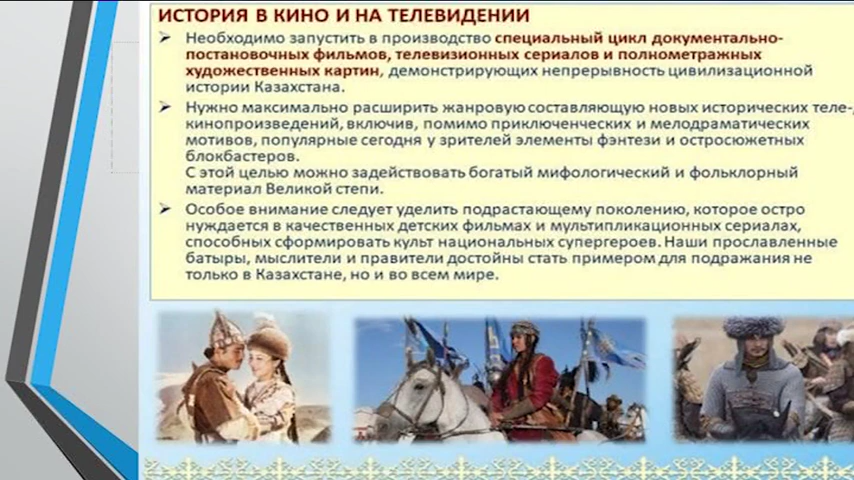 ИСТОРИЯ В КИНО И НА ТЕЛЕВИДЕНИИ
➢ Необходимо запустить в производство специальный цикл документально-
постановочных фильмов, телевизионных сериалов и полнометражных
художественных картин, демонстрирующих непрерывность цивилизационной
истории Казахстана.
➢ Нужно максимально расширить жанровую составляющую новых исторических теле-,
кинопроизведений, включив, помимо приключенческих и мелодраматических
мотивов, популярные сегодня у зрителей элементы фэнтези и остросюжетных
блокбастеров.
С этой целью можно задействовать богатый мифологический и фольклорный
материал Великой степи.
➢ Особое внимание следует уделить подрастающему поколению, которое остро
нуждается в качественных детских фильмах и мультипликационных сериалах,
способных сформировать культ национальных супергероев. Наши прославленные
батыры, мыслители и правители достойны стать примером для подражания не
только в Казахстане, но и во всем мире.